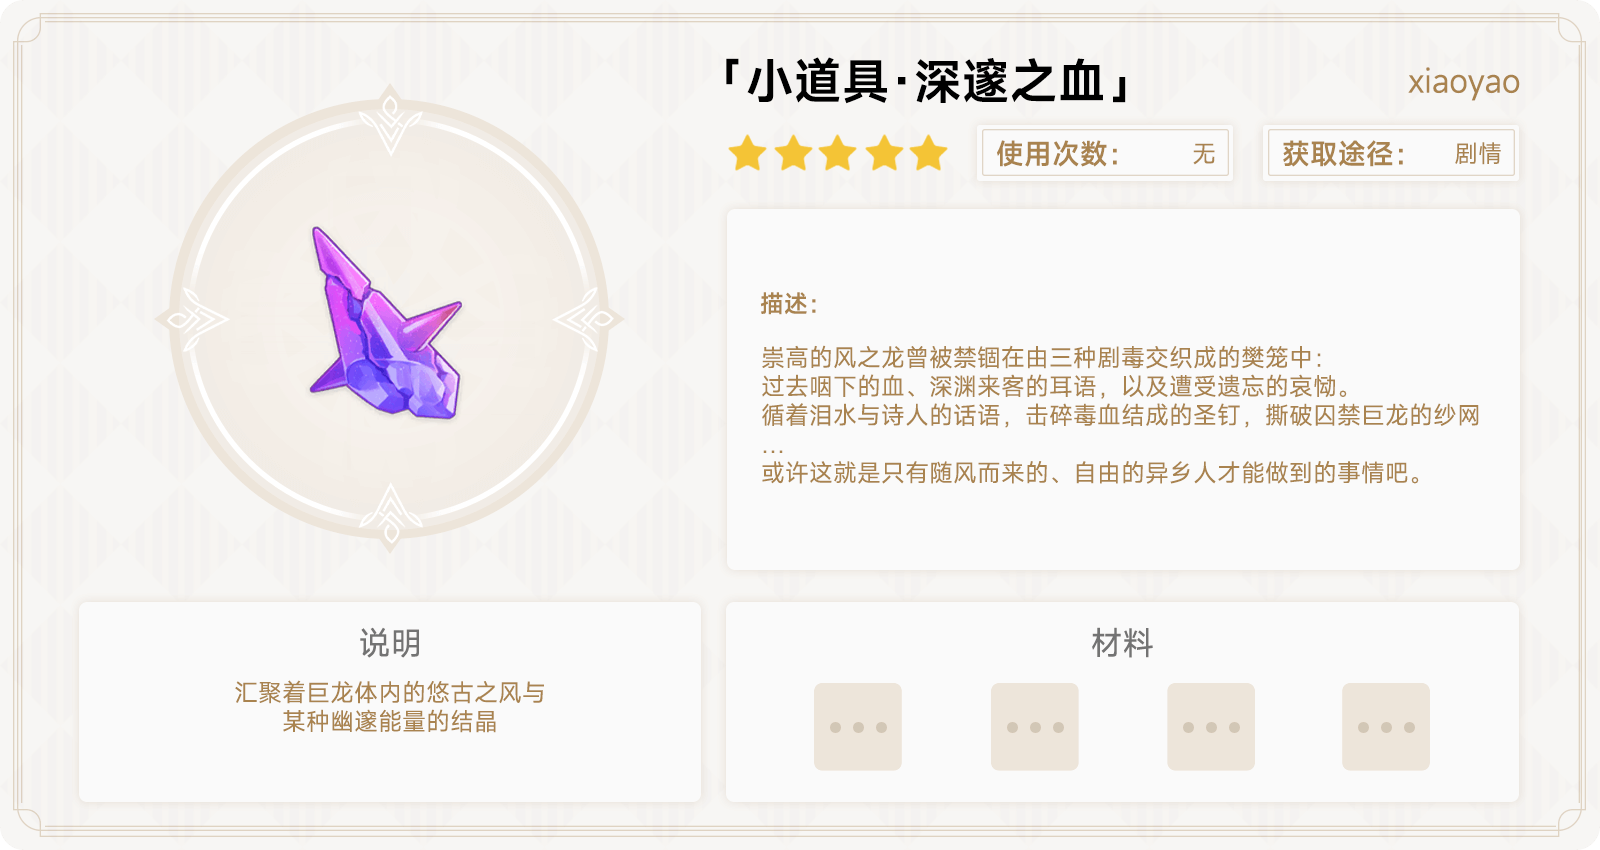 「小道具·深邃之血」
xiaoyao
使用次数： 无
获取途径： 剧情
描述：
崇高的风之龙曾被禁锢在由三种剧毒交织成的樊笼中：
过去咽下的血、深渊来客的耳语，以及遭受遗忘的哀恸。
循着泪水与诗人的话语，击碎毒血结成的圣钉，撕破囚禁巨龙的纱网
…
或许这就是只有随风而来的、自由的异乡人才能做到的事情吧。
说明
汇聚着巨龙体内的悠古之风与
某种幽邃能量的结晶
材料